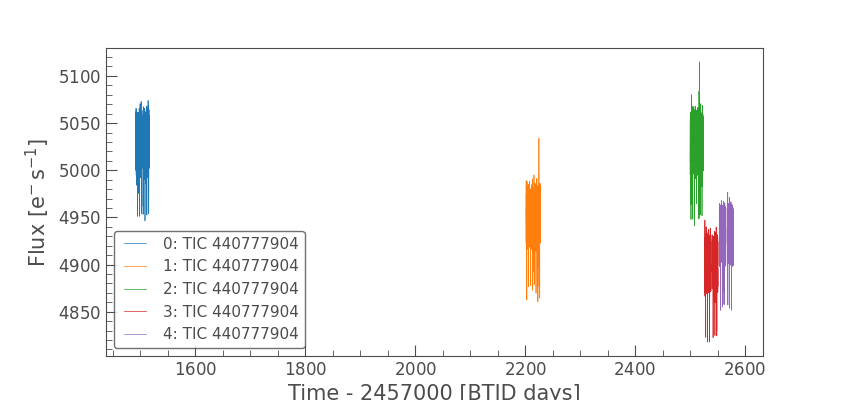 5100
5050
5000
4950
4900
4850
Flux [e⁻ s⁻¹]
0: TIC 440777904
1: TIC 440777904
2: TIC 440777904
3: TIC 440777904
4: TIC 440777904
1600 1800 2000 2200 2400 2600
Time - 2457000 [BTJD days]